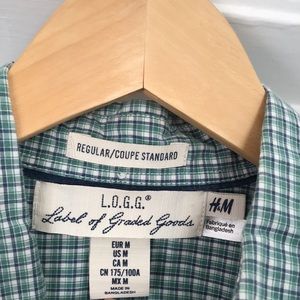 REGULAR/COUPE STANDARD
L.O.G.G.®
Label of Graded Goods
H&M
Fabriqué en
Bangladesh
EUR M
US M
CA M
CN 175/100A
MX M
MADE IN
BANGLADESH